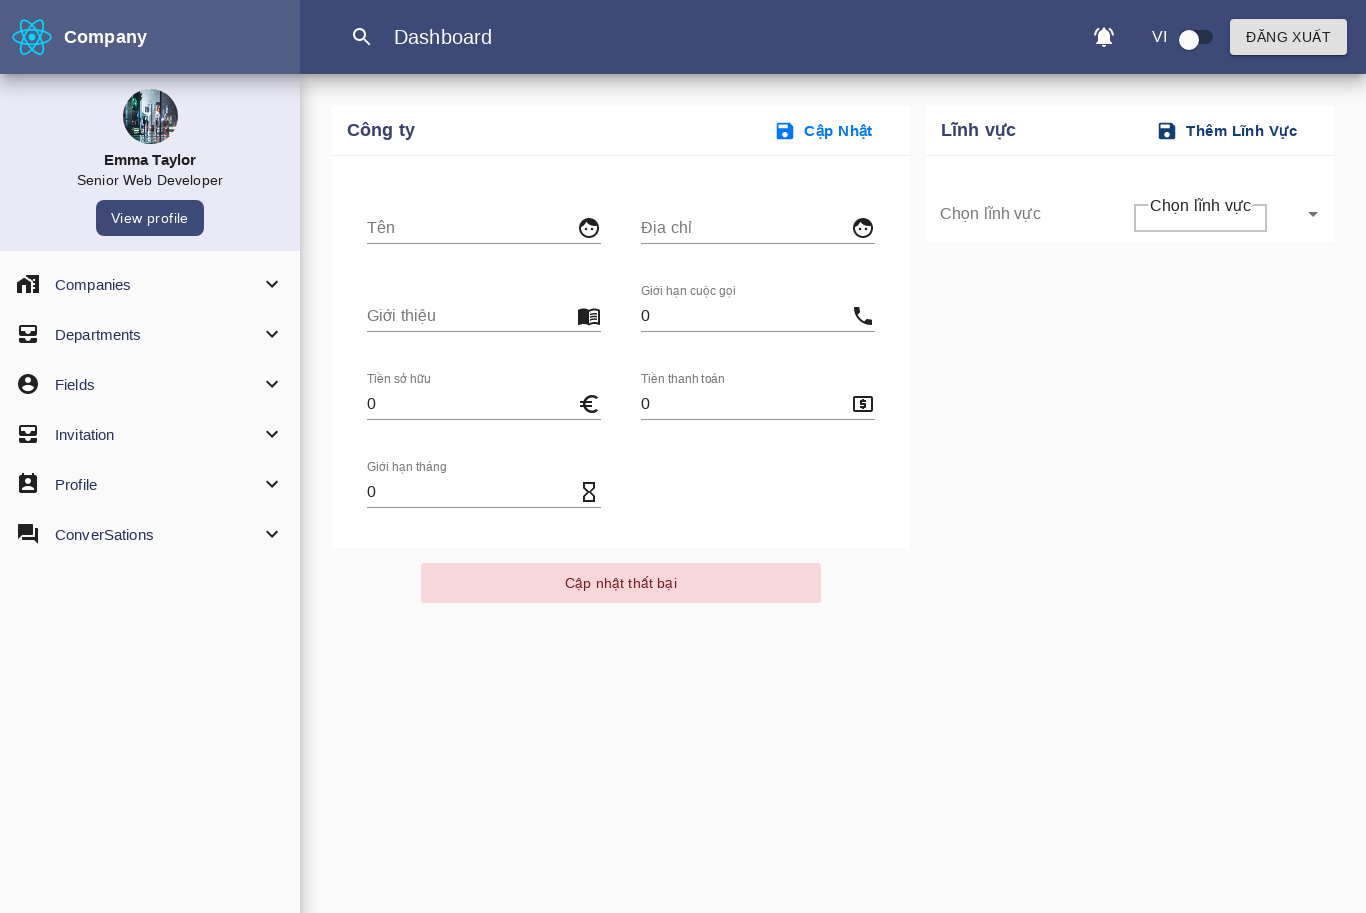 Company
Dashboard
VI
ĐĂNG XUẤT
Emma Taylor
Senior Web Developer
View profile
Companies
Departments
Fields
Invitation
Profile
ConverSations
Công ty
Cập Nhật
Tên
Địa chỉ
Giới thiệu
Giới hạn cuộc gọi
0
Tiền sở hữu
0
Tiền thanh toán
0
Giới hạn tháng
0
Cập nhật thất bại
Lĩnh vực
Thêm Lĩnh Vực
Chọn lĩnh vực
Chọn lĩnh vực